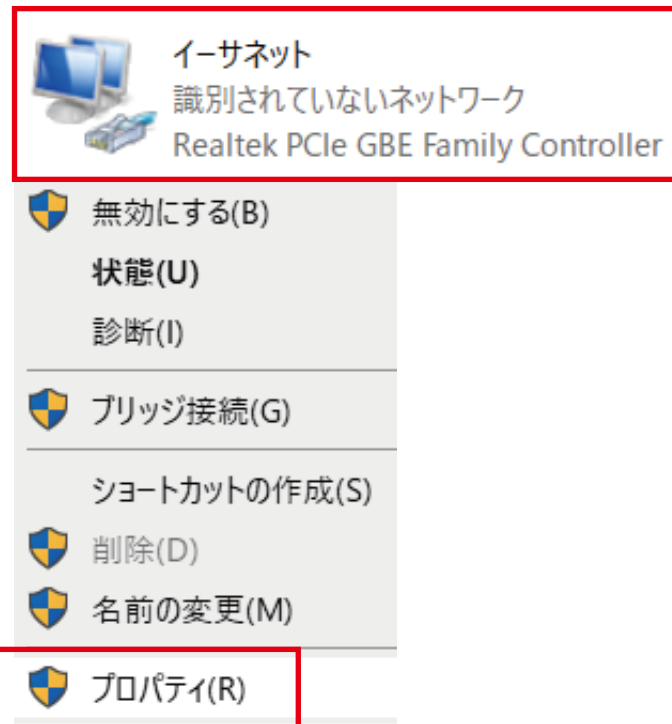 イーサネット
識別されていないネットワーク
Realtek PCIe GBE Family Controller
無効にする(B)
状態(U)
診断(I)
ブリッジ接続(G)
ショートカットの作成(S)
削除(D)
名前の変更(M)
プロパティ(R)